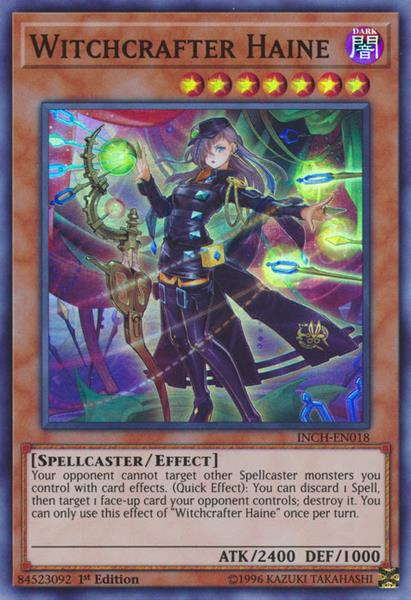 WITCHCRAFTER HAINE
DARK
闇
INCH-EN018
[SPELLCASTER/EFFECT]
Your opponent cannot target other Spellcaster monsters you
control with card effects. (Quick Effect): You can discard 1 Spell,
then target 1 face-up card your opponent controls; destroy it. You
can only use this effect of "Witchcrafter Haine" once per turn.
ATK/2400 DEF/1000
84523092 1st Edition ©1996 KAZUKI TAKAHASHI